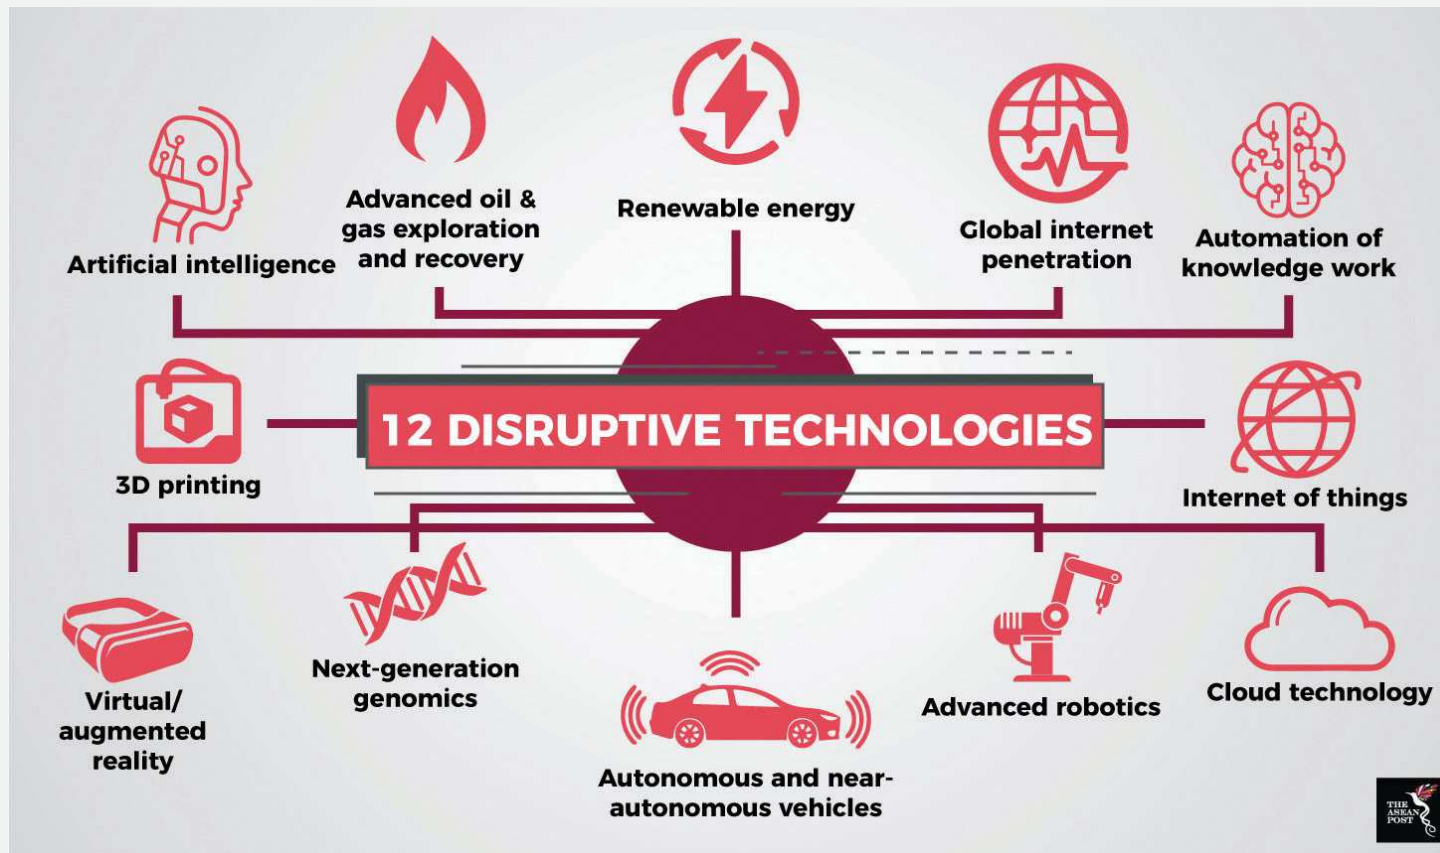 Artificial intelligence
Advanced oil &
gas exploration
and recovery
Renewable energy
Global internet
penetration
Automation of
knowledge work
12 DISRUPTIVE TECHNOLOGIES
3D printing
Internet of things
Virtual/
augmented
reality
Next-generation
genomics
Autonomous and near-
autonomous vehicles
Advanced robotics
Cloud technology
THE
ASEAN
POST